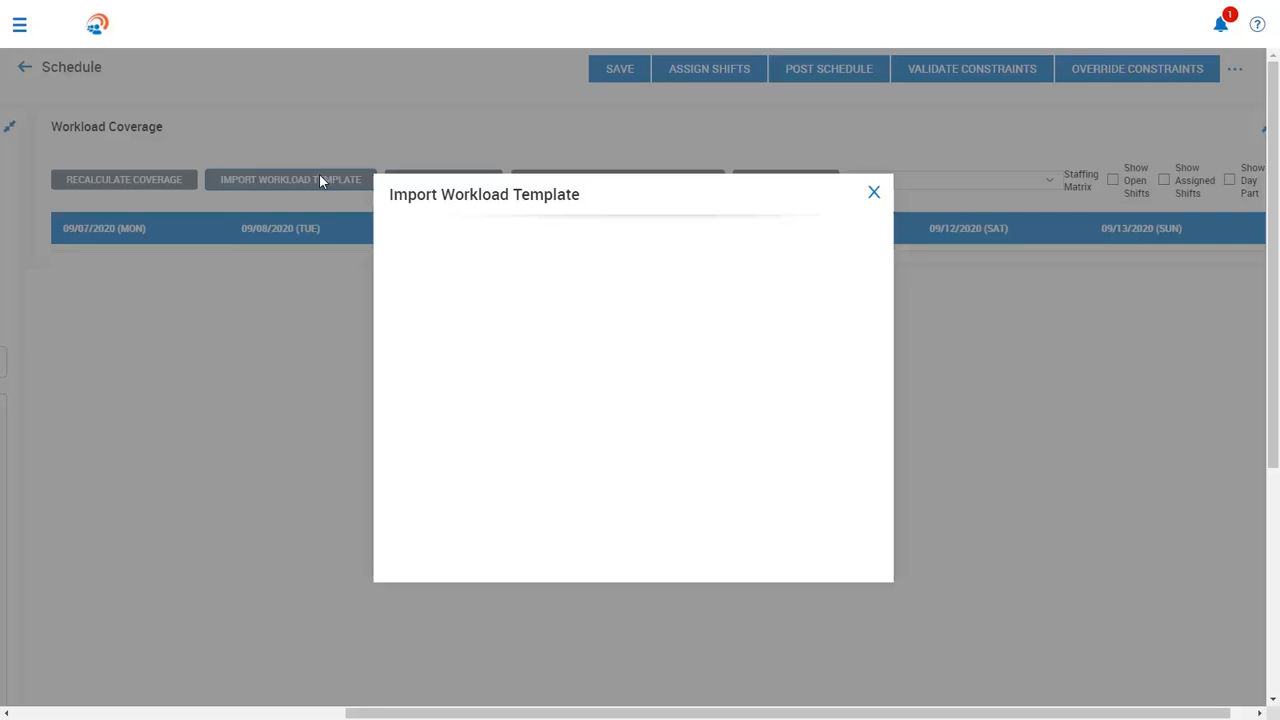 1
?
Schedule
SAVE
ASSIGN SHIFTS
POST SCHEDULE
VALIDATE CONSTRAINTS
OVERRIDE CONSTRAINTS
Workload Coverage
RECALCULATE COVERAGE
IMPORT WORKLOAD TEMPLATE
Staffing
Matrix
Show
Open
Shifts
Show
Assigned
Shifts
Show
Day
Part
Import Workload Template
09/07/2020 (MON)
09/08/2020 (TUE)
09/12/2020 (SAT)
09/13/2020 (SUN)